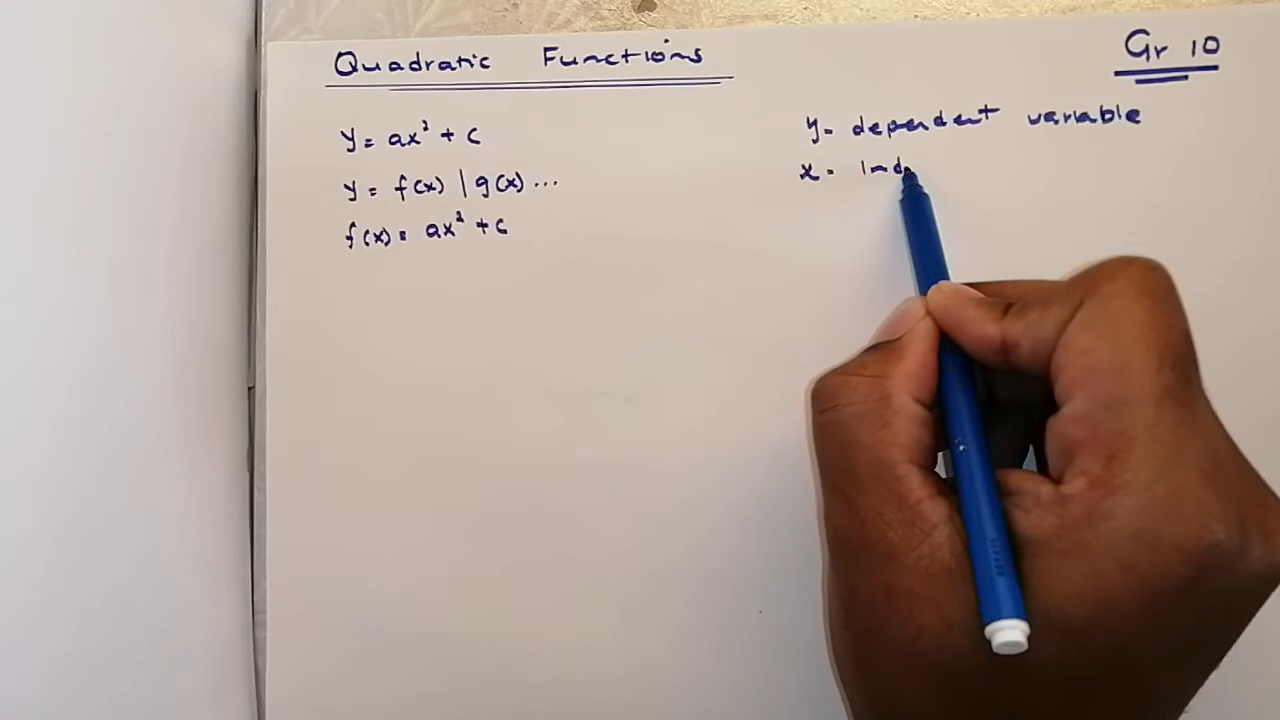 Quadratic Functions
Gr 10
y = ax² + c
y = f(x) | g(x) ...
f(x) = ax² + c
y = dependent variable
x = Ind